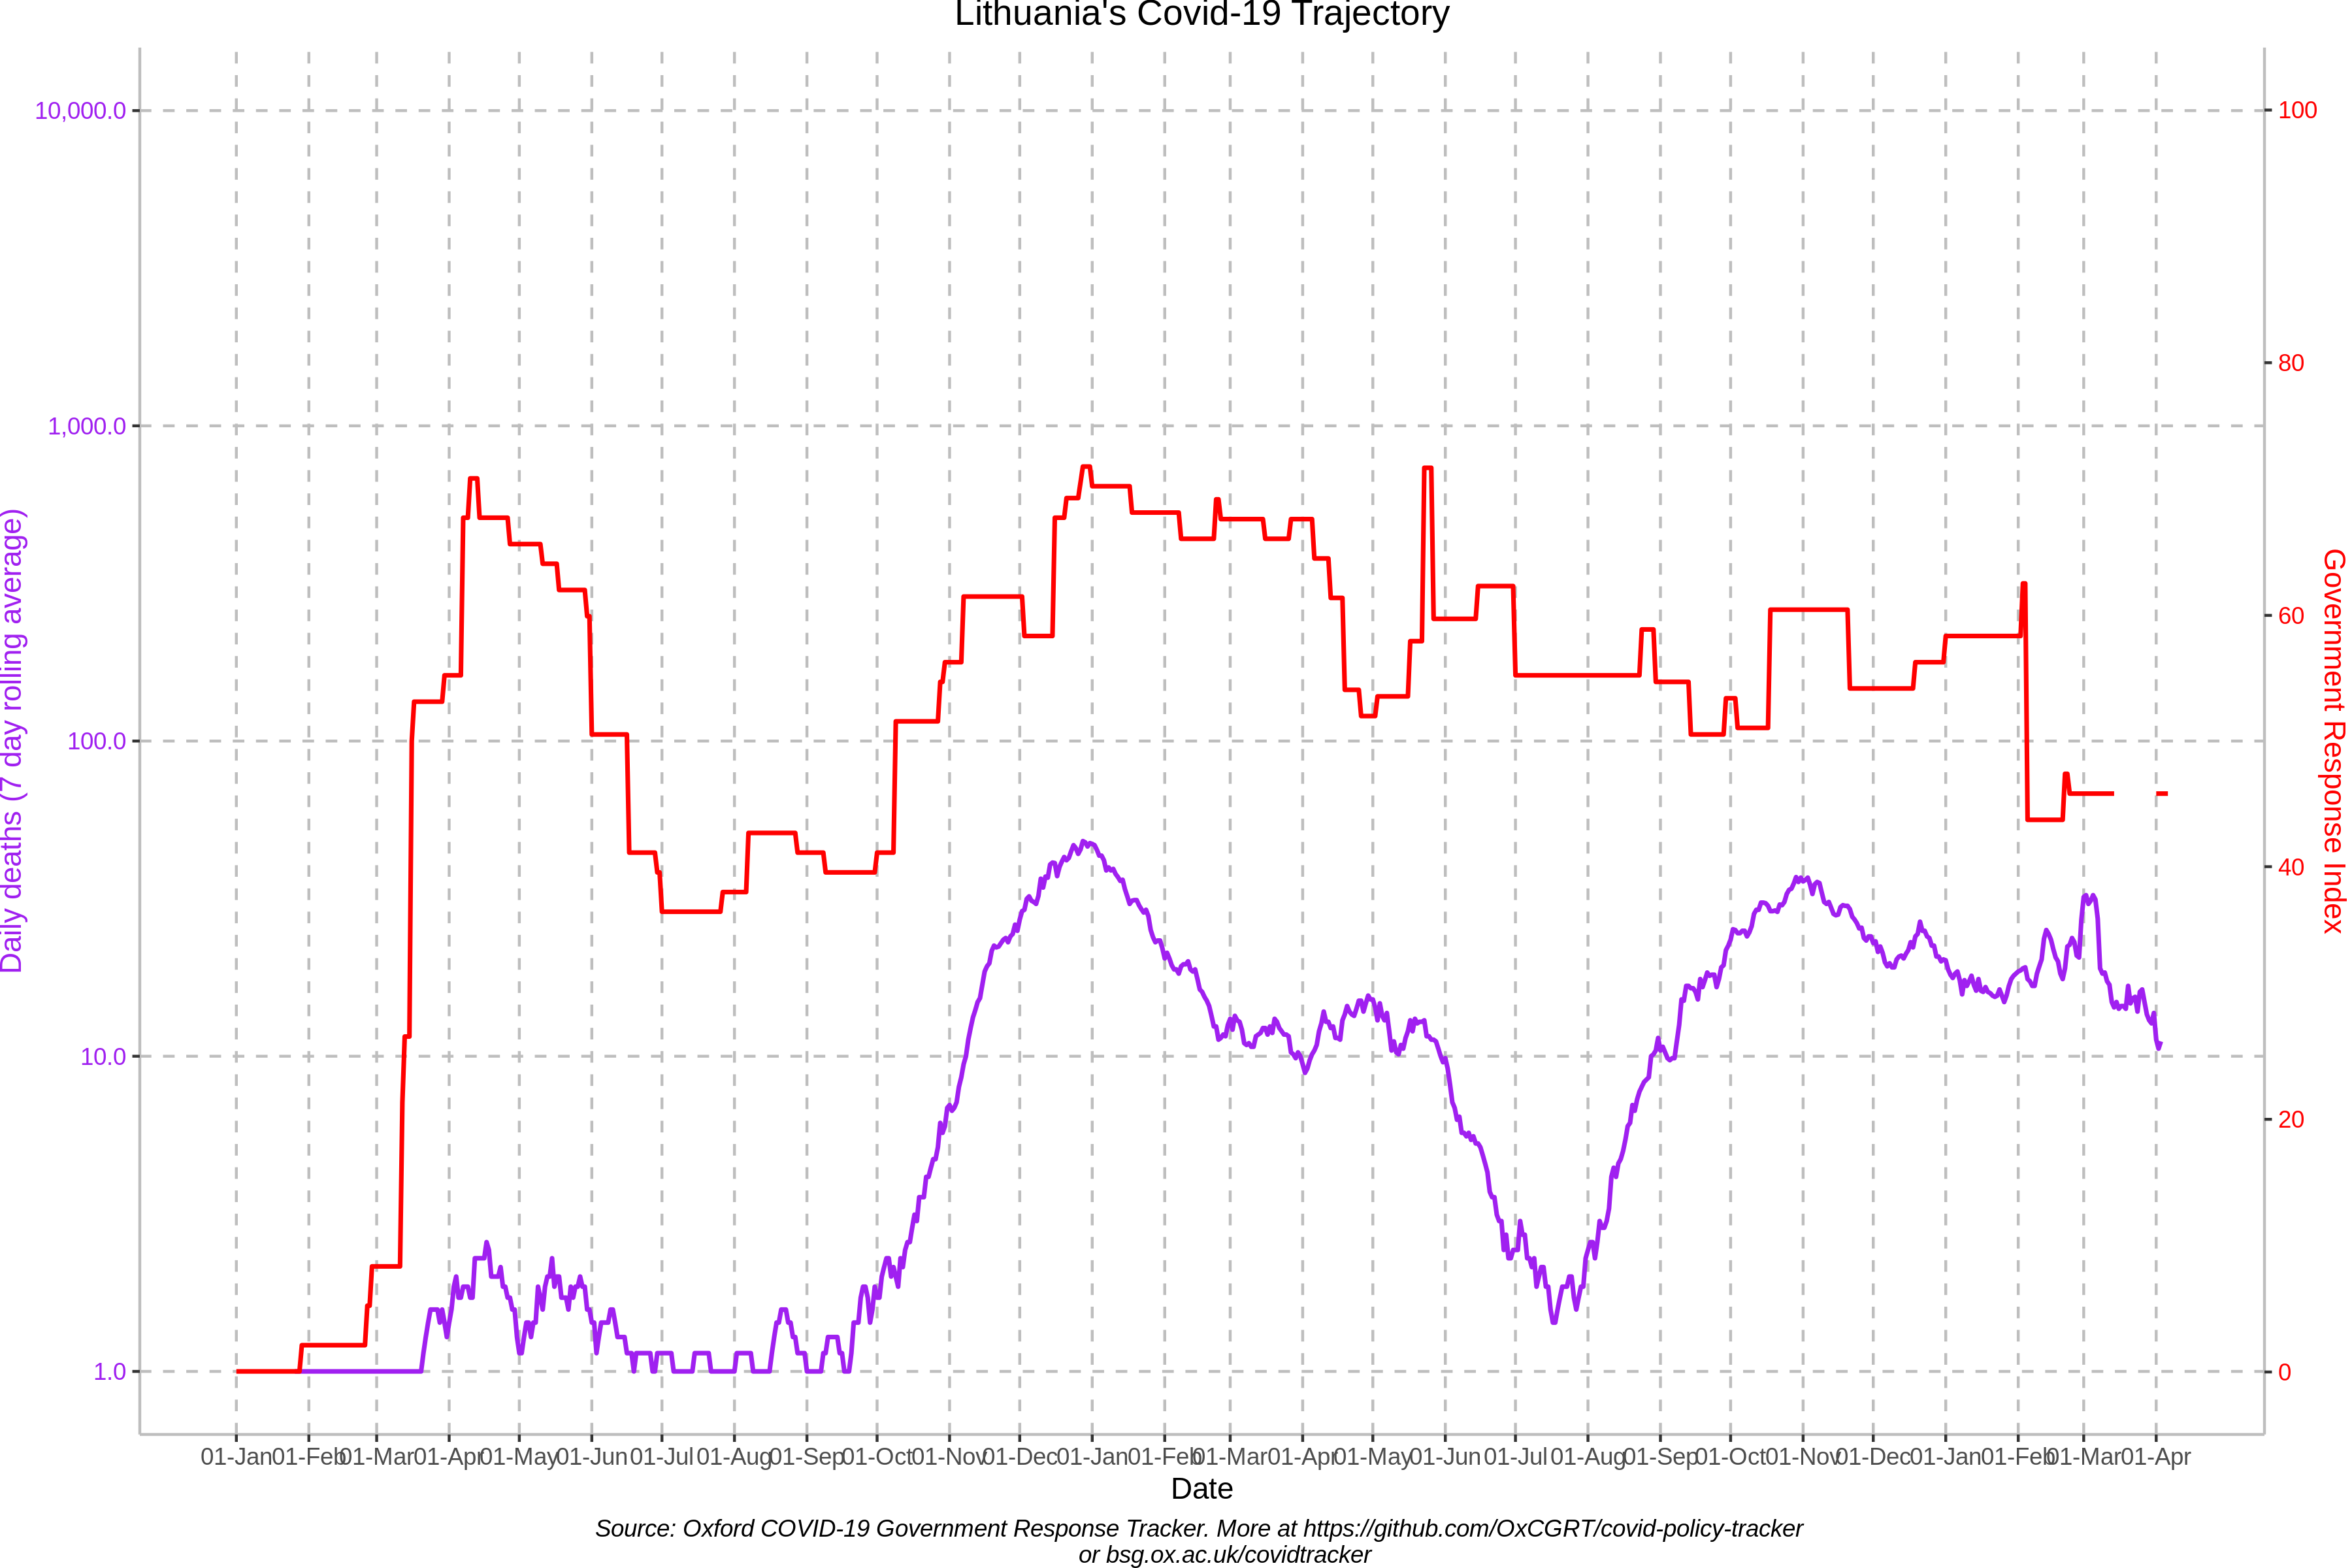 Lithuania's Covid-19 Trajectory
10,000.0
1,000.0
100.0
10.0
1.0
Daily deaths (7 day rolling average)
100
80
60
40
20
0
Government Response Index
01-Jan 01-Feb 01-Mar 01-Apr 01-May 01-Jun 01-Jul 01-Aug 01-Sep 01-Oct 01-Nov 01-Dec 01-Jan 01-Feb 01-Mar 01-Apr 01-May 01-Jun 01-Jul 01-Aug 01-Sep 01-Oct 01-Nov 01-Dec 01-Jan 01-Feb 01-Mar 01-Apr
Date
Source: Oxford COVID-19 Government Response Tracker. More at https://github.com/OxCGRT/covid-policy-tracker
or bsg.ox.ac.uk/covidtracker